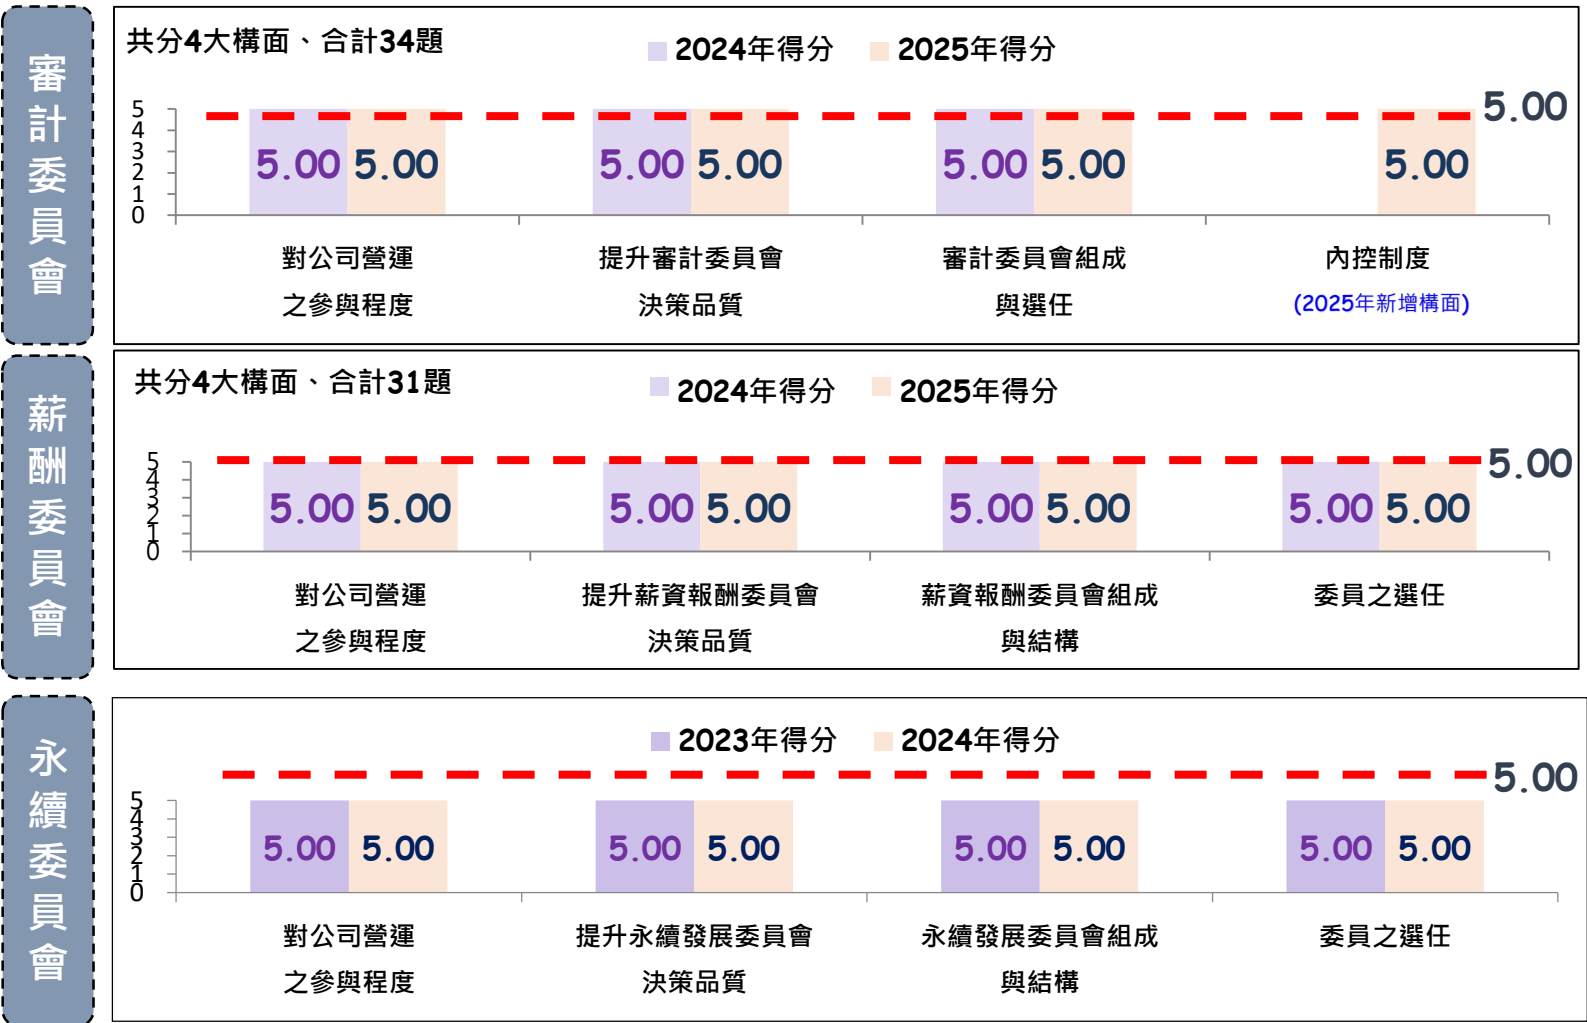 審計委員會
共分4大構面、合計34題
2024年得分 2025年得分
5
4
3
2
1
0
5.00
5.00 5.00 5.00 5.00 5.00 5.00 5.00
對公司營運
之參與程度
提升審計委員會
決策品質
審計委員會組成
與選任
內控制度
(2025年新增構面)
薪酬委員會
共分4大構面、合計31題
2024年得分 2025年得分
5
4
3
2
1
0
5.00
5.00 5.00 5.00 5.00 5.00 5.00 5.00 5.00
對公司營運
之參與程度
提升薪資報酬委員會
決策品質
薪資報酬委員會組成
與結構
委員之選任
永續委員會
2023年得分 2024年得分
5
4
3
2
1
0
5.00
5.00 5.00 5.00 5.00 5.00 5.00 5.00 5.00
對公司營運
之參與程度
提升永續發展委員會
決策品質
永續發展委員會組成
與結構
委員之選任